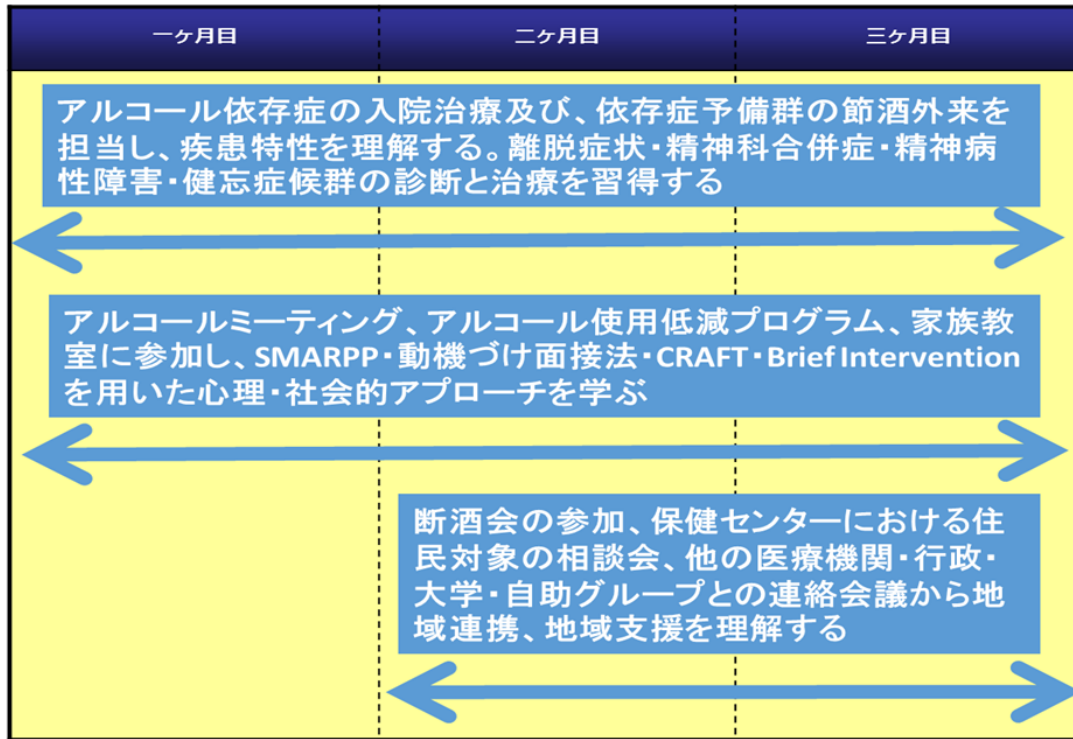 一ヶ月目
二ヶ月目
三ヶ月目
アルコール依存症の入院治療及び、依存症予備群の節酒外来を
担当し、疾患特性を理解する。離脱症状・精神科合併症・精神病
性障害・健忘症候群の診断と治療を習得する
アルコールミーティング、アルコール使用低減プログラム、家族教
室に参加し、SMARPP・動機づけ面接法・CRAFT・Brief Intervention
を用いた心理・社会的アプローチを学ぶ
断酒会の参加、保健センターにおける住
民対象の相談会、他の医療機関・行政・
大学・自助グループとの連絡会議から地
域連携、地域支援を理解する